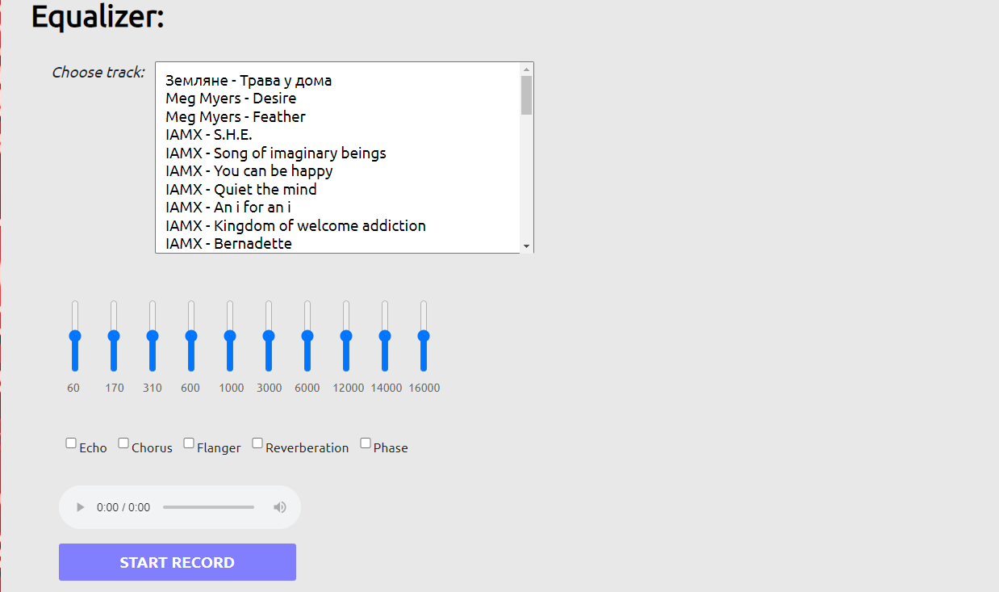 Equalizer:
Choose track:
Земляне - Трава у дома
Meg Myers - Desire
Meg Myers - Feather
IAMX - S.H.E.
IAMX - Song of imaginary beings
IAMX - You can be happy
IAMX - Quiet the mind
IAMX - An i for an i
IAMX - Kingdom of welcome addiction
IAMX - Bernadette
60 170 310 600 1000 3000 6000 12000 14000 16000
Echo Chorus Flanger Reverberation Phase
0:00 / 0:00
START RECORD